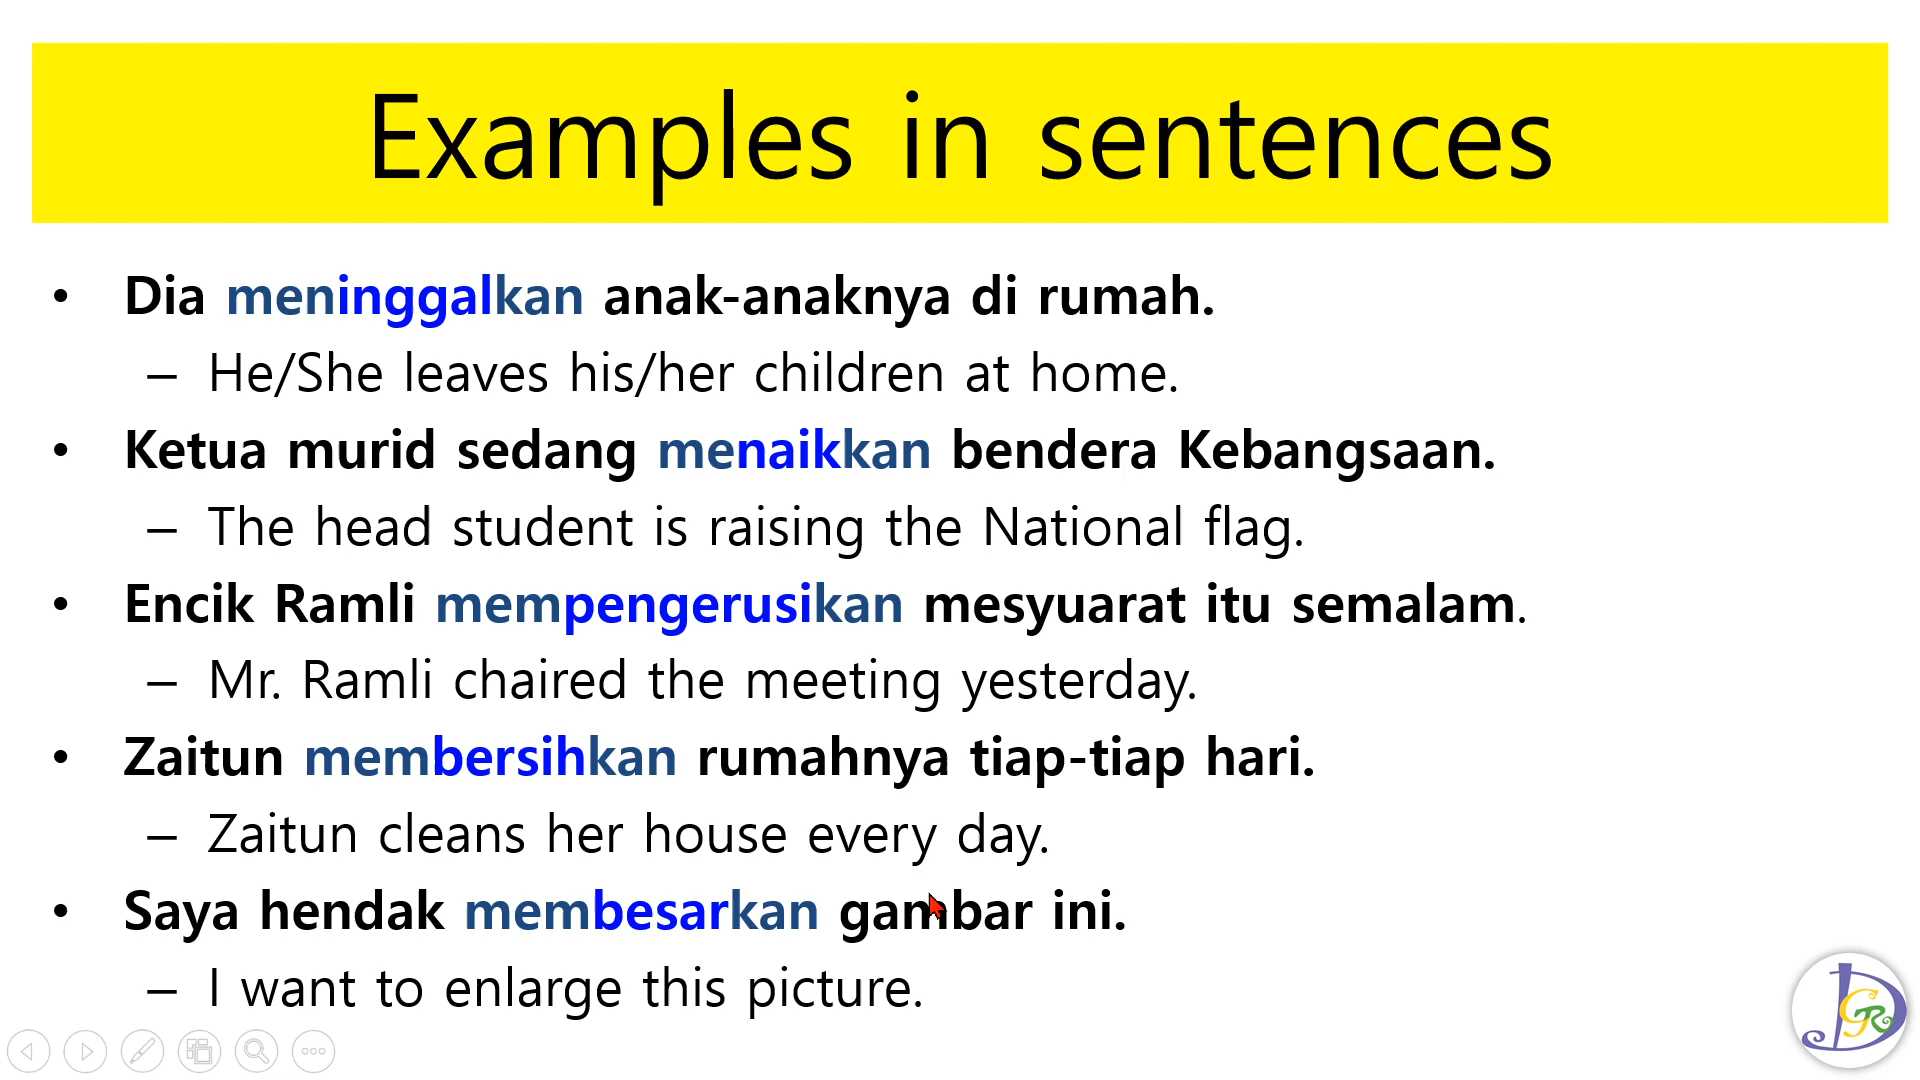 Examples in sentences
• Dia meninggalkan anak-anaknya di rumah.
– He/She leaves his/her children at home.
• Ketua murid sedang menaikkan bendera Kebangsaan.
– The head student is raising the National flag.
• Encik Ramli mempengerusikan mesyuarat itu semalam.
– Mr. Ramli chaired the meeting yesterday.
• Zaitun membersihkan rumahnya tiap-tiap hari.
– Zaitun cleans her house every day.
• Saya hendak membesarkan gambar ini.
– I want to enlarge this picture.
DGR